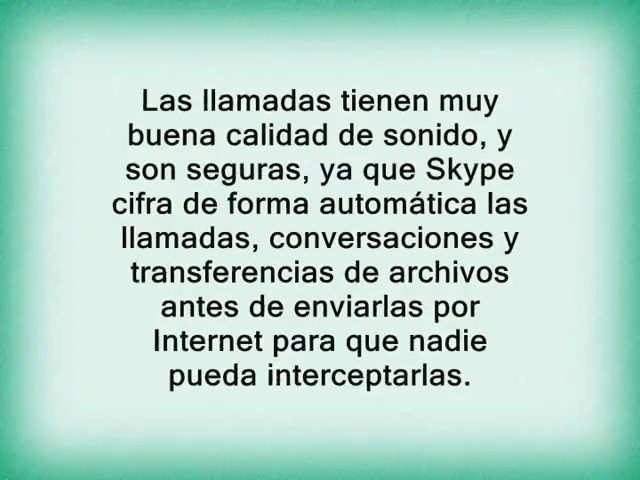 Las llamadas tienen muy
buena calidad de sonido, y
son seguras, ya que Skype
cifra de forma automática las
llamadas, conversaciones y
transferencias de archivos
antes de enviarlas por
Internet para que nadie
pueda interceptarlas.